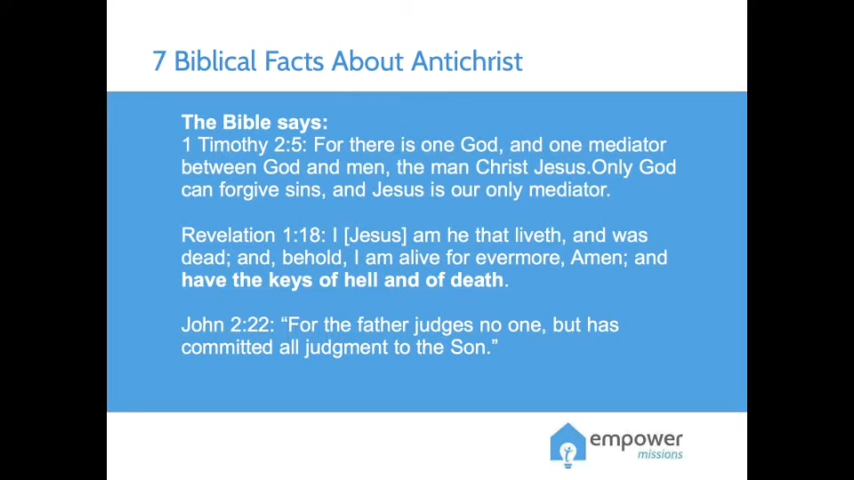 7 Biblical Facts About Antichrist
The Bible says:
1 Timothy 2:5: For there is one God, and one mediator
between God and men, the man Christ Jesus.Only God
can forgive sins, and Jesus is our only mediator.
Revelation 1:18: I [Jesus] am he that liveth, and was
dead; and, behold, I am alive for evermore, Amen; and
have the keys of hell and of death.
John 2:22: “For the father judges no one, but has
committed all judgment to the Son.”
empower
missions